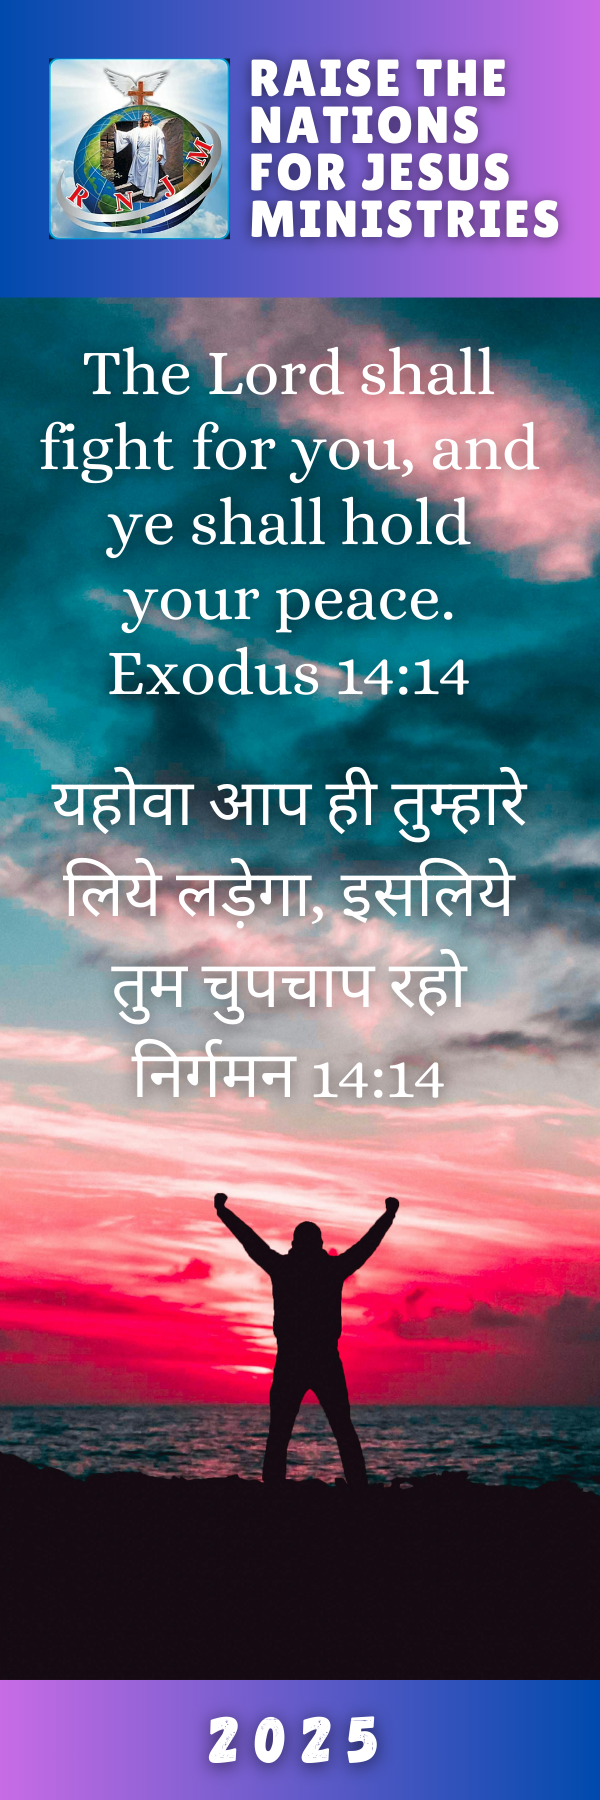 RNJM
RAISE THE
NATIONS
FOR JESUS
MINISTRIES
The Lord shall
fight for you, and
ye shall hold
your peace.
Exodus 14:14
यहोवा आप ही तुम्हारे
लिये लड़ेगा, इसलिये
तुम चुपचाप रहो
निर्गमन 14:14
2025